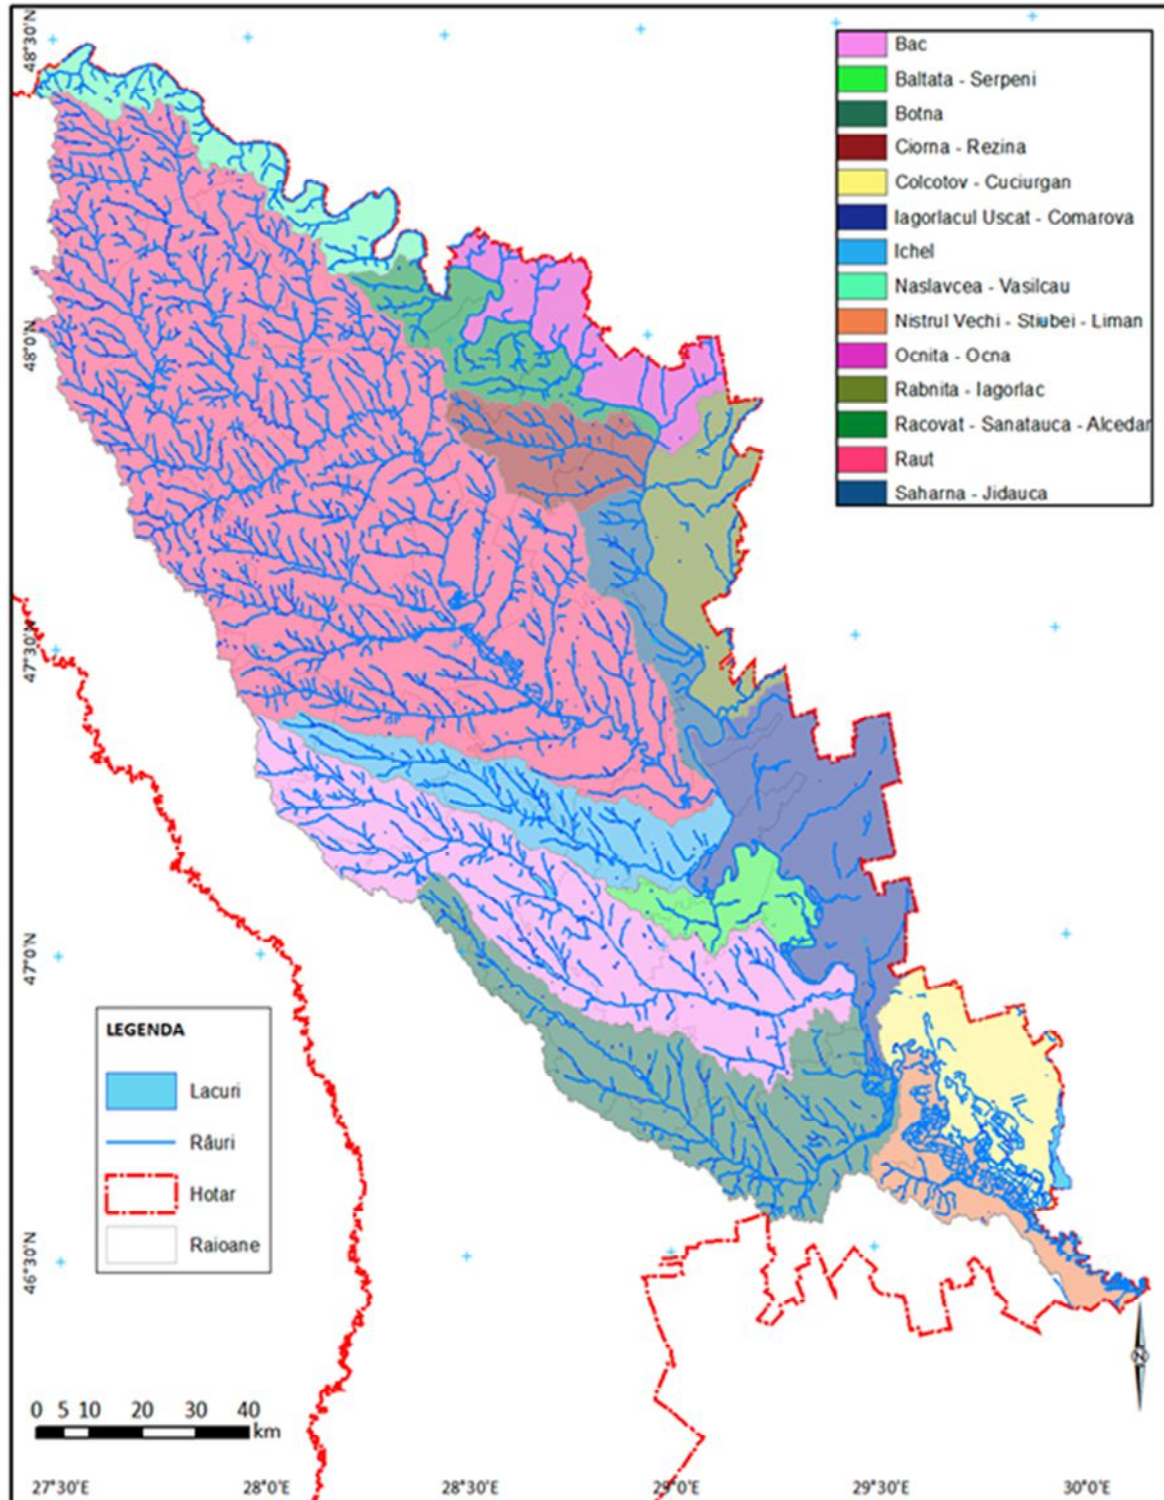 Bac
Baltata - Serpeni
Botna
Ciorna - Rezina
Colcotov - Cuciurgan
Iagorlacul Uscat - Comarova
Ichel
Naslavcea - Vasilcau
Nistrul Vechi - Stiubei - Liman
Ocnita - Ocna
Rabnita - Iagorlac
Racovat - Sanatauca - Alcedar
Raut
Saharna - Jidauca
48°30'N
48°0'N
47°30'N
47°0'N
46°30'N
LEGENDA
Lacuri
Râuri
Hotar
Raioane
N
0 5 10 20 30 40
km
27°30'E 28°0'E 28°30'E 29°0'E 29°30'E 30°0'E